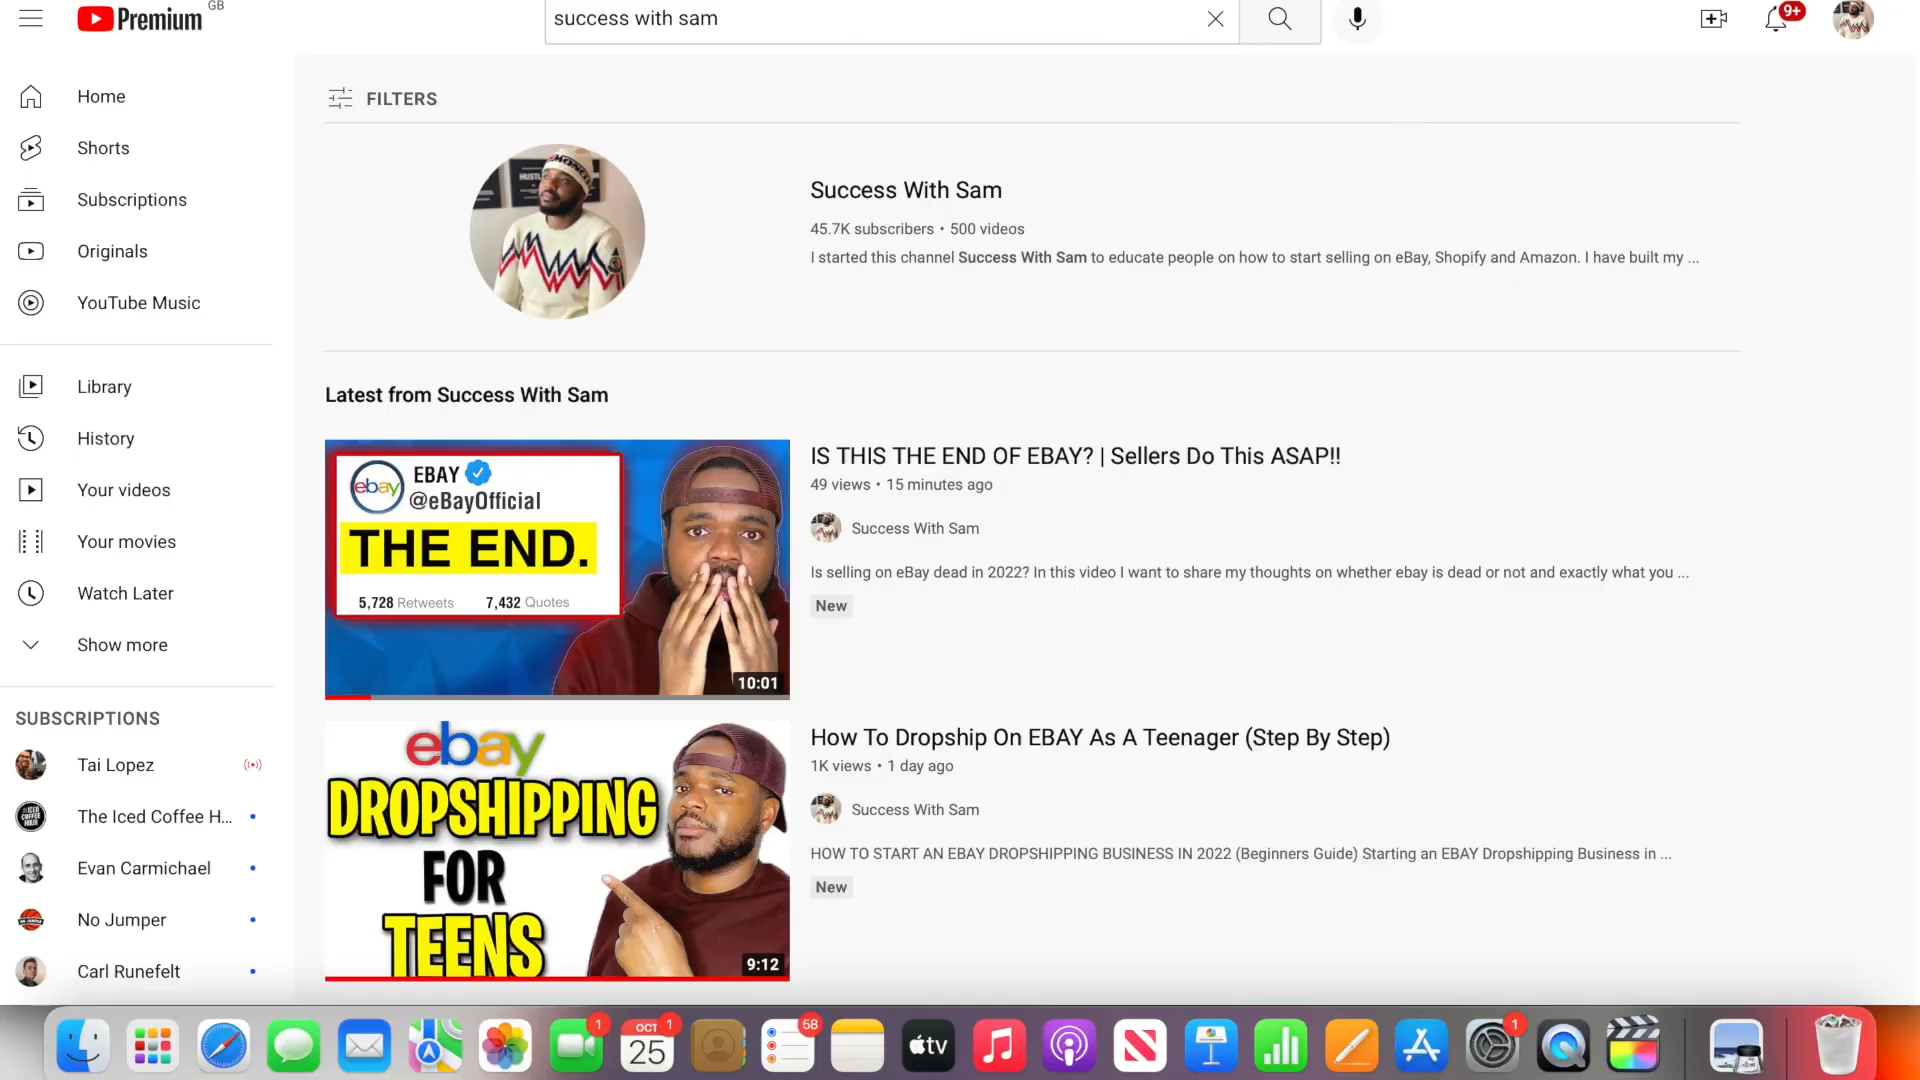 Premium GB
success with sam
9+
Home
Shorts
Subscriptions
Originals
YouTube Music
Library
History
Your videos
Your movies
Watch Later
Show more
SUBSCRIPTIONS
Tai Lopez
The Iced Coffee H...
Evan Carmichael
No Jumper
Carl Runefelt
FILTERS
Success With Sam
45.7K subscribers • 500 videos
I started this channel Success With Sam to educate people on how to start selling on eBay, Shopify and Amazon. I have built my ...
Latest from Success With Sam
ebay
EBAY
@eBayOfficial
THE END.
5,728 Retweets 7,432 Quotes
10:01
IS THIS THE END OF EBAY? | Sellers Do This ASAP!!
49 views • 15 minutes ago
Success With Sam
Is selling on eBay dead in 2022? In this video I want to share my thoughts on whether ebay is dead or not and exactly what you ...
New
ebay
DROPSHIPPING
FOR
TEENS
9:12
How To Dropship On EBAY As A Teenager (Step By Step)
1K views • 1 day ago
Success With Sam
HOW TO START AN EBAY DROPSHIPPING BUSINESS IN 2022 (Beginners Guide) Starting an EBAY Dropshipping Business in ...
New
1
OCT
25
1
58
tv
1